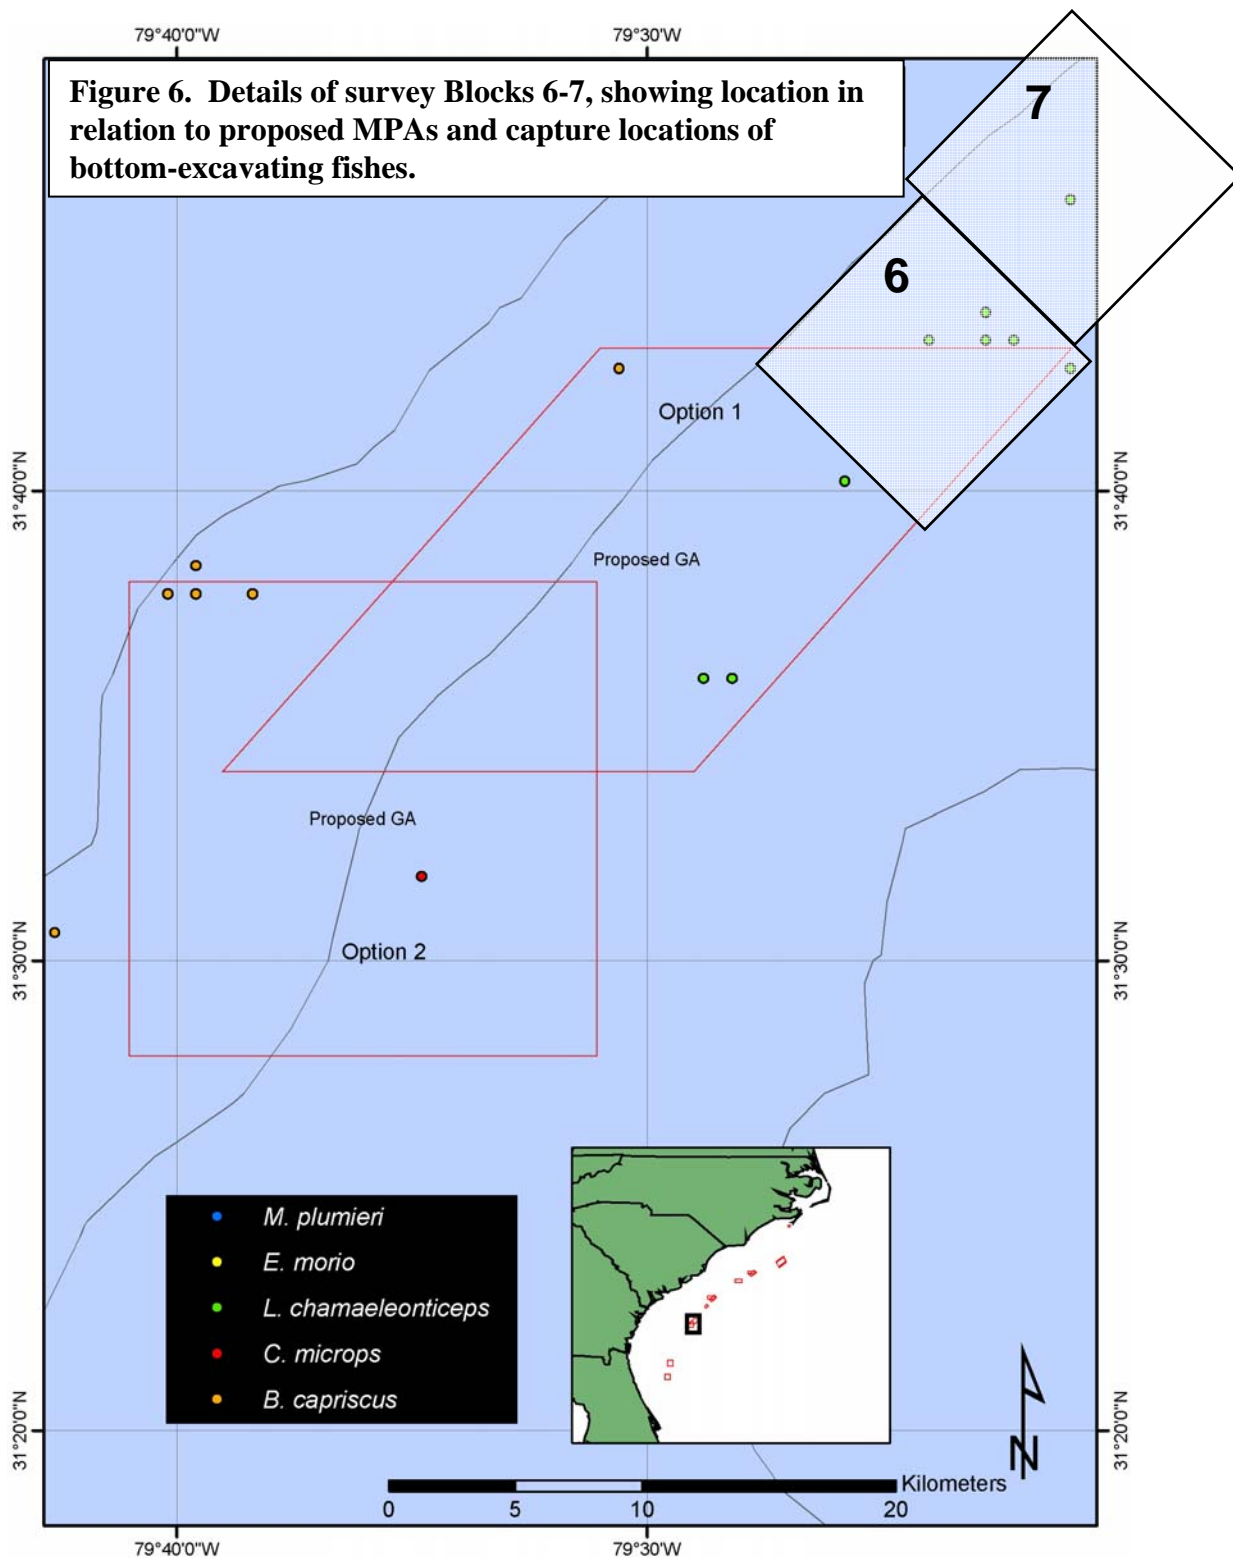 79°40'0"W 79°30'0"W
Figure 6. Details of survey Blocks 6-7, showing location in
relation to proposed MPAs and capture locations of
bottom-excavating fishes.
7
6
Option 1
31°40'0"N 31°40'0"N
Proposed GA
Proposed GA
Option 2
31°30'0"N 31°30'0"N
M. plumieri
E. morio
L. chamaeleonticeps
C. microps
B. capriscus
31°20'0"N 31°20'0"N
N
Kilometers
0 5 10 20
79°40'0"W 79°30'0"W